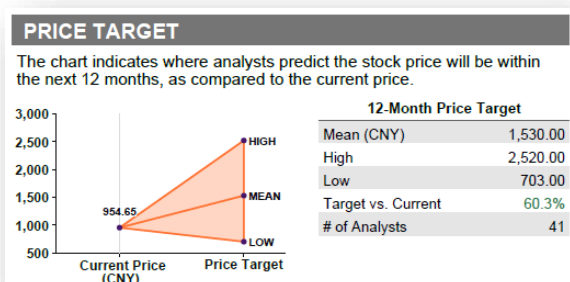 PRICE TARGET
The chart indicates where analysts predict the stock price will be within
the next 12 months, as compared to the current price.
3,000
2,500
2,000
1,500
1,000
500
954.65
HIGH
MEAN
LOW
Current Price
(CNY)
Price Target
12-Month Price Target
Mean (CNY) 1,530.00
High 2,520.00
Low 703.00
Target vs. Current 60.3%
# of Analysts 41